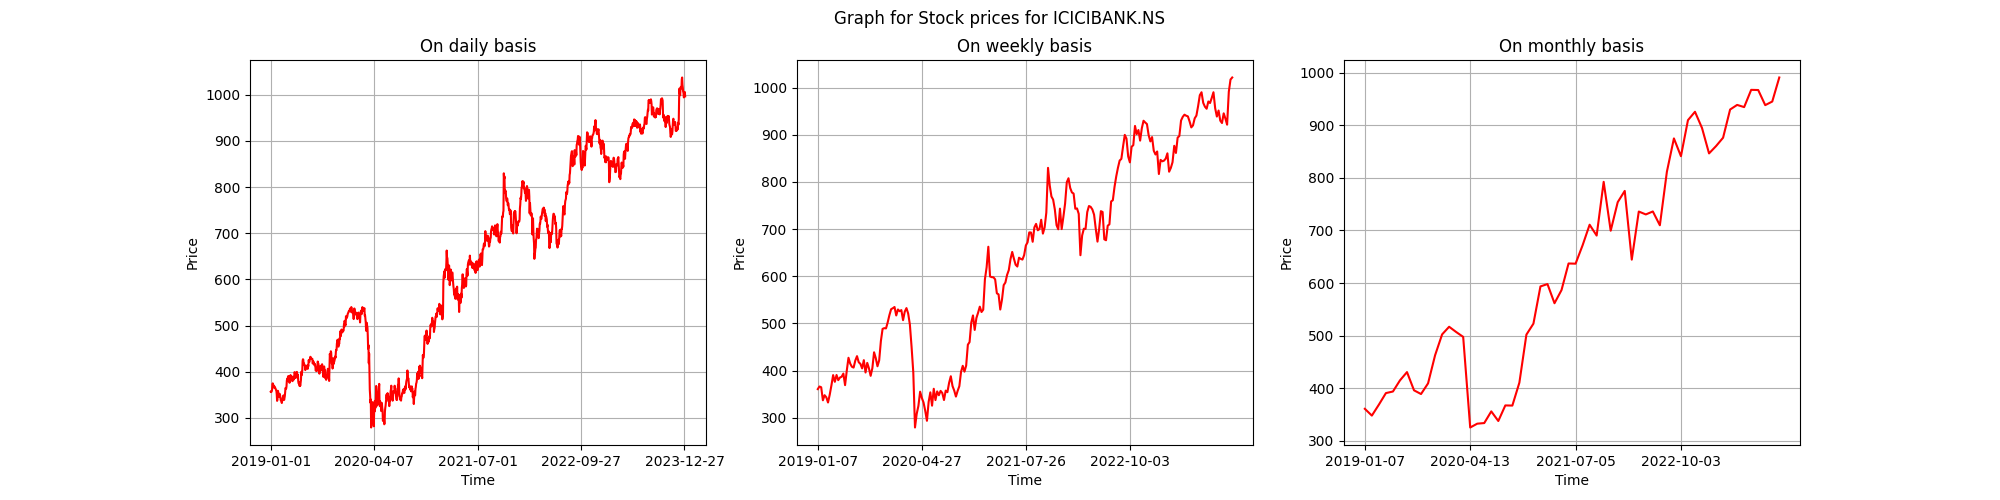 Graph for Stock prices for ICICIBANK.NS
On daily basis
1000
900
800
700
600
500
400
300
Price
2019-01-01 2020-04-07 2021-07-01 2022-09-27 2023-12-27
Time
On weekly basis
1000
900
800
700
600
500
400
300
Price
2019-01-07 2020-04-27 2021-07-26 2022-10-03
Time
On monthly basis
1000
900
800
700
600
500
400
300
Price
2019-01-07 2020-04-13 2021-07-05 2022-10-03
Time